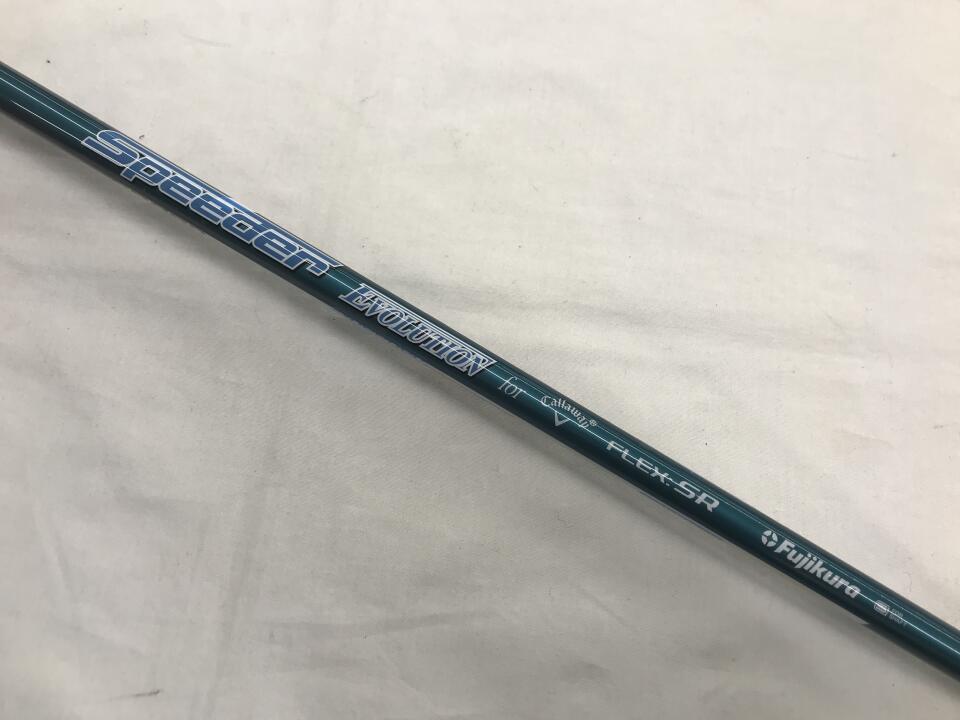 Speeder EVOLUTION for Callaway® FLEX: SR Fujikura